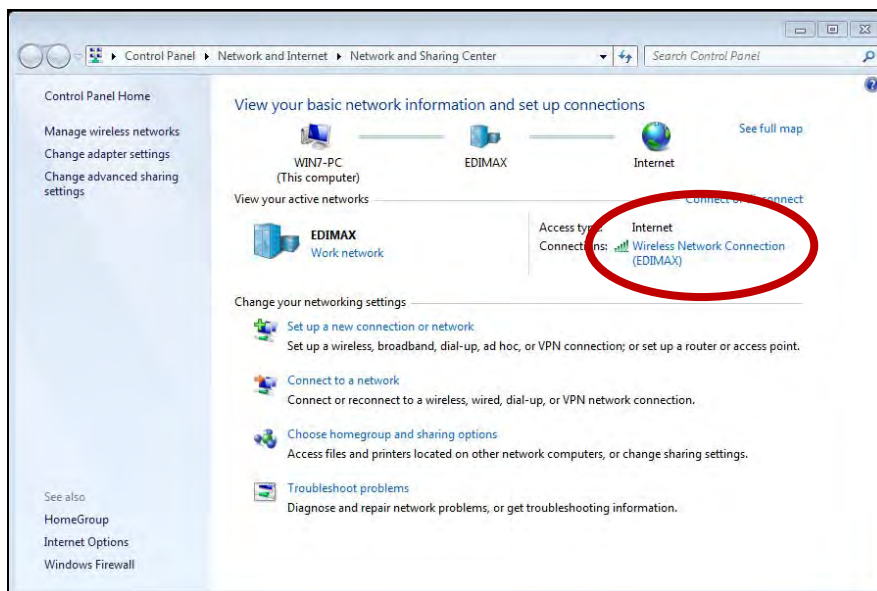 Control Panel ▸ Network and Internet ▸ Network and Sharing Center
Search Control Panel
Control Panel Home
Manage wireless networks
Change adapter settings
Change advanced sharing
settings
View your basic network information and set up connections
See full map
WIN7-PC
(This computer)
EDIMAX
Internet
View your active networks
Connect or disconnect
EDIMAX
Work network
Access type: Internet
Connections: Wireless Network Connection
(EDIMAX)
Change your networking settings
Set up a new connection or network
Set up a wireless, broadband, dial-up, ad hoc, or VPN connection; or set up a router or access point.
Connect to a network
Connect or reconnect to a wireless, wired, dial-up, or VPN network connection.
Choose homegroup and sharing options
Access files and printers located on other network computers, or change sharing settings.
Troubleshoot problems
Diagnose and repair network problems, or get troubleshooting information.
See also
HomeGroup
Internet Options
Windows Firewall